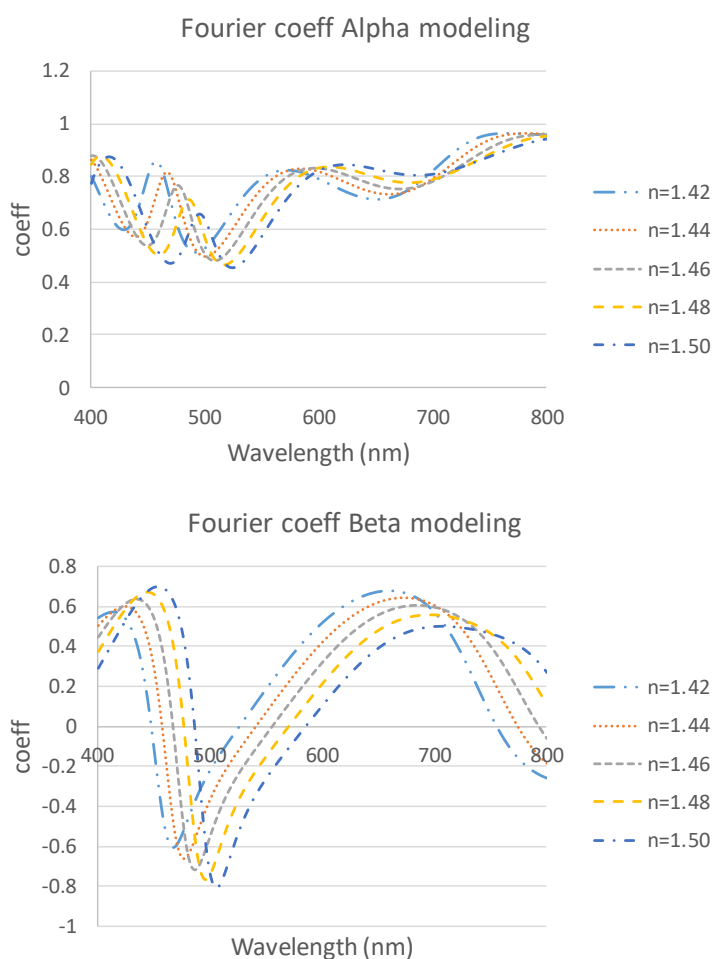 Fourier coeff Alpha modeling
1.2
1
0.8
0.6
0.4
0.2
0
coeff
400 500 600 700 800
Wavelength (nm)
n=1.42
n=1.44
n=1.46
n=1.48
n=1.50
Fourier coeff Beta modeling
0.8
0.6
0.4
0.2
0
-0.2
-0.4
-0.6
-0.8
-1
coeff
400 500 600 700 800
Wavelength (nm)
n=1.42
n=1.44
n=1.46
n=1.48
n=1.50